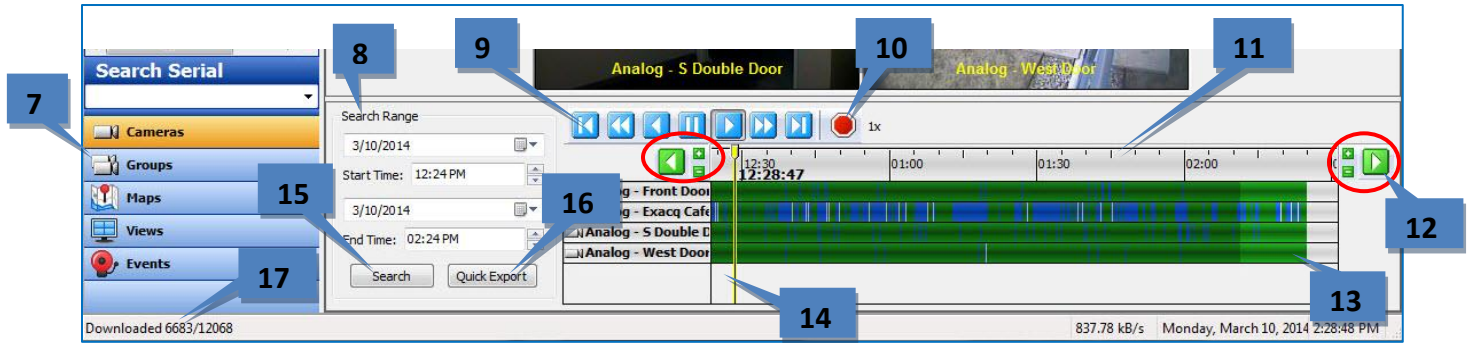 7
8
9
10
11
12
13
14
15
16
17
Search Serial
Cameras
Groups
Maps
Views
Events
Analog - S Double Door
Analog - West Door
Search Range
3/10/2014
Start Time: 12:24 PM
3/10/2014
End Time: 02:24 PM
Search
Quick Export
1x
12:30
01:00
01:30
02:00
12:28:47
- Front Door
- Exacq Cafe
Analog - S Double D
Analog - West Door
Downloaded 6683/12068
837.78 kB/s
Monday, March 10, 2014 2:28:48 PM